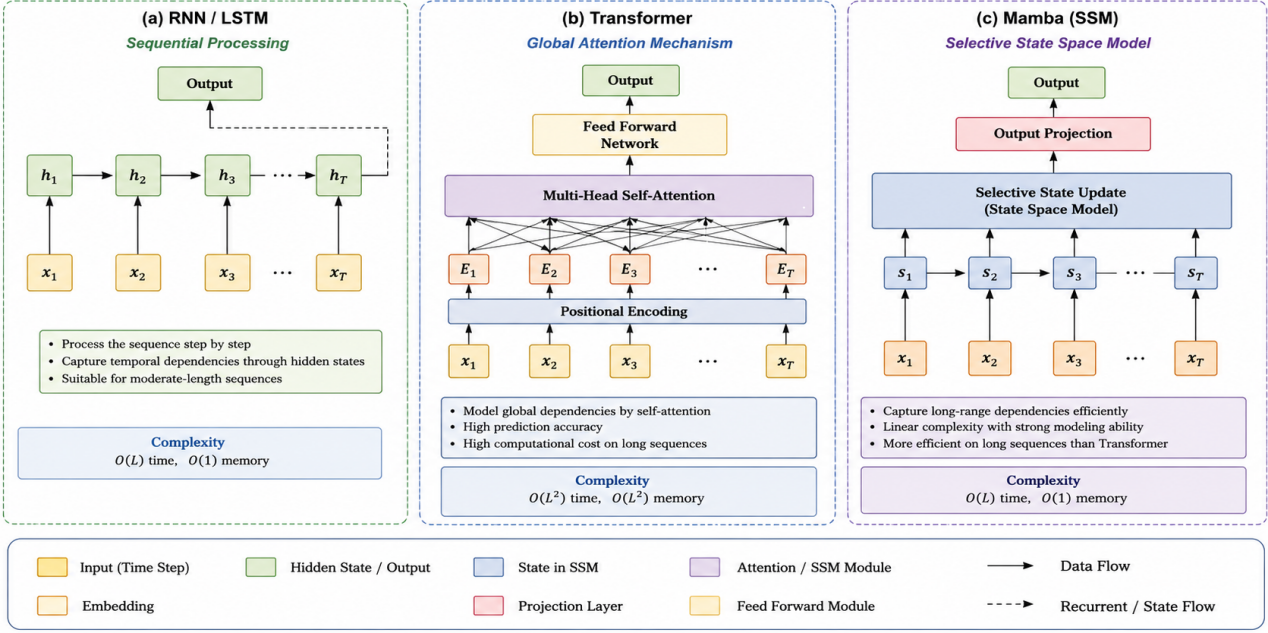 (a) RNN / LSTM
Sequential Processing
Output
h₁ h₂ h₃ ⋯ h_T
x₁ x₂ x₃ ⋯ x_T
• Process the sequence step by step
• Capture temporal dependencies through hidden states
• Suitable for moderate-length sequences
Complexity
O(L) time, O(1) memory
(b) Transformer
Global Attention Mechanism
Output
Feed Forward
Network
Multi-Head Self-Attention
E₁ E₂ E₃ ⋯ E_T
Positional Encoding
x₁ x₂ x₃ ⋯ x_T
• Model global dependencies by self-attention
• High prediction accuracy
• High computational cost on long sequences
Complexity
O(L²) time, O(L²) memory
(c) Mamba (SSM)
Selective State Space Model
Output
Output Projection
Selective State Update
(State Space Model)
s₁ s₂ s₃ ⋯ s_T
x₁ x₂ x₃ ⋯ x_T
• Capture long-range dependencies efficiently
• Linear complexity with strong modeling ability
• More efficient on long sequences than Transformer
Complexity
O(L) time, O(1) memory
Input (Time Step)
Hidden State / Output
State in SSM
Attention / SSM Module
Data Flow
Embedding
Projection Layer
Feed Forward Module
Recurrent / State Flow